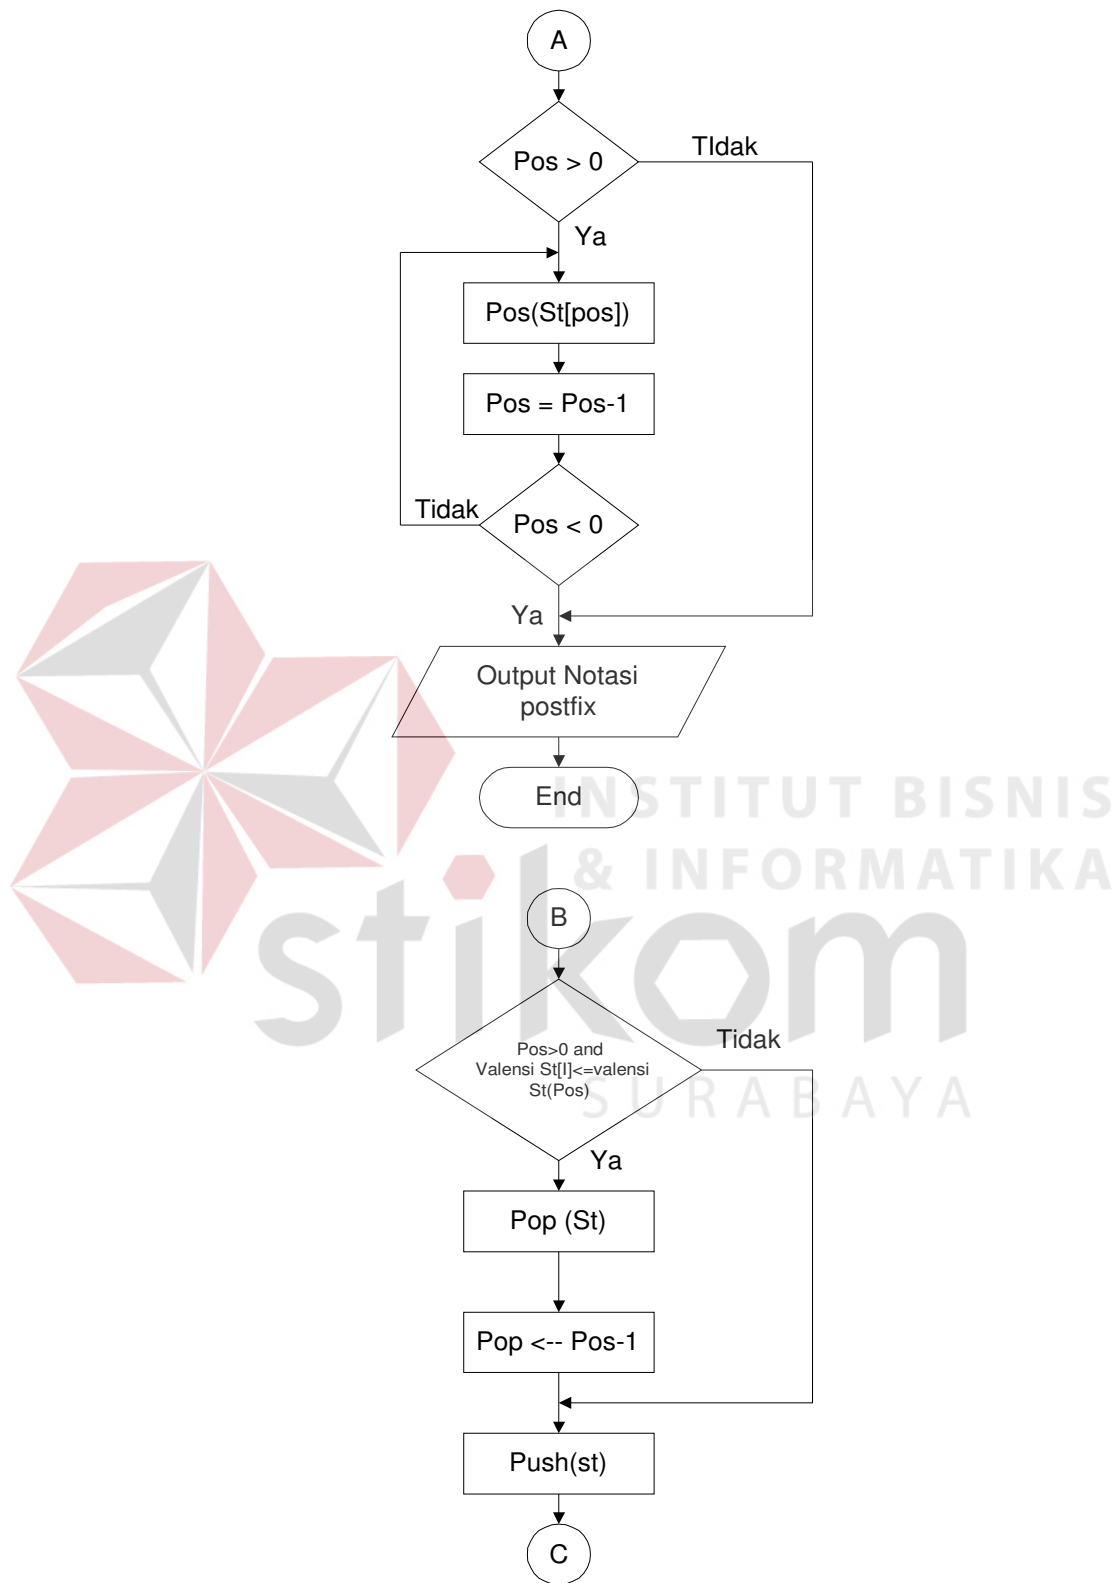 A
Pos > 0
TIdak
Ya
Pos(St[pos])
Pos = Pos-1
Tidak
Pos < 0
Ya
Output Notasi
postfix
End
INSTITUT BISNIS
& INFORMATIKA
stikom
SURABAYA
B
Pos>0 and
Valensi St[I]<=valensi
St(Pos)
Tidak
Ya
Pop (St)
Pop <-- Pos-1
Push(st)
C